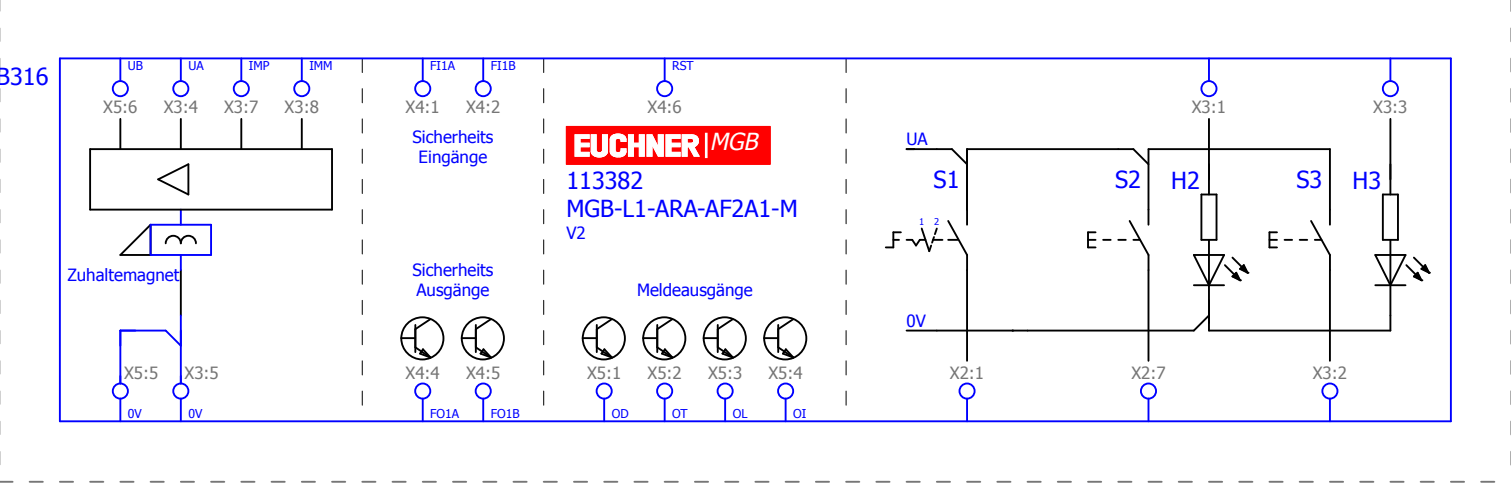 B316
UB UA IMP IMM FI1A FI1B RST
X5:6 X3:4 X3:7 X3:8 X4:1 X4:2 X4:6 X3:1 X3:3
Sicherheits
Eingänge
EUCHNER|MGB
113382
MGB-L1-ARA-AF2A1-M
V2
UA
S1 S2 H2 S3 H3
1 2
Zuhaltemagnet
Sicherheits
Ausgänge
Meldeausgänge
0V
X5:5 X3:5 X4:4 X4:5 X5:1 X5:2 X5:3 X5:4 X2:1 X2:7 X3:2
0V 0V FO1A FO1B OD OT OL OI